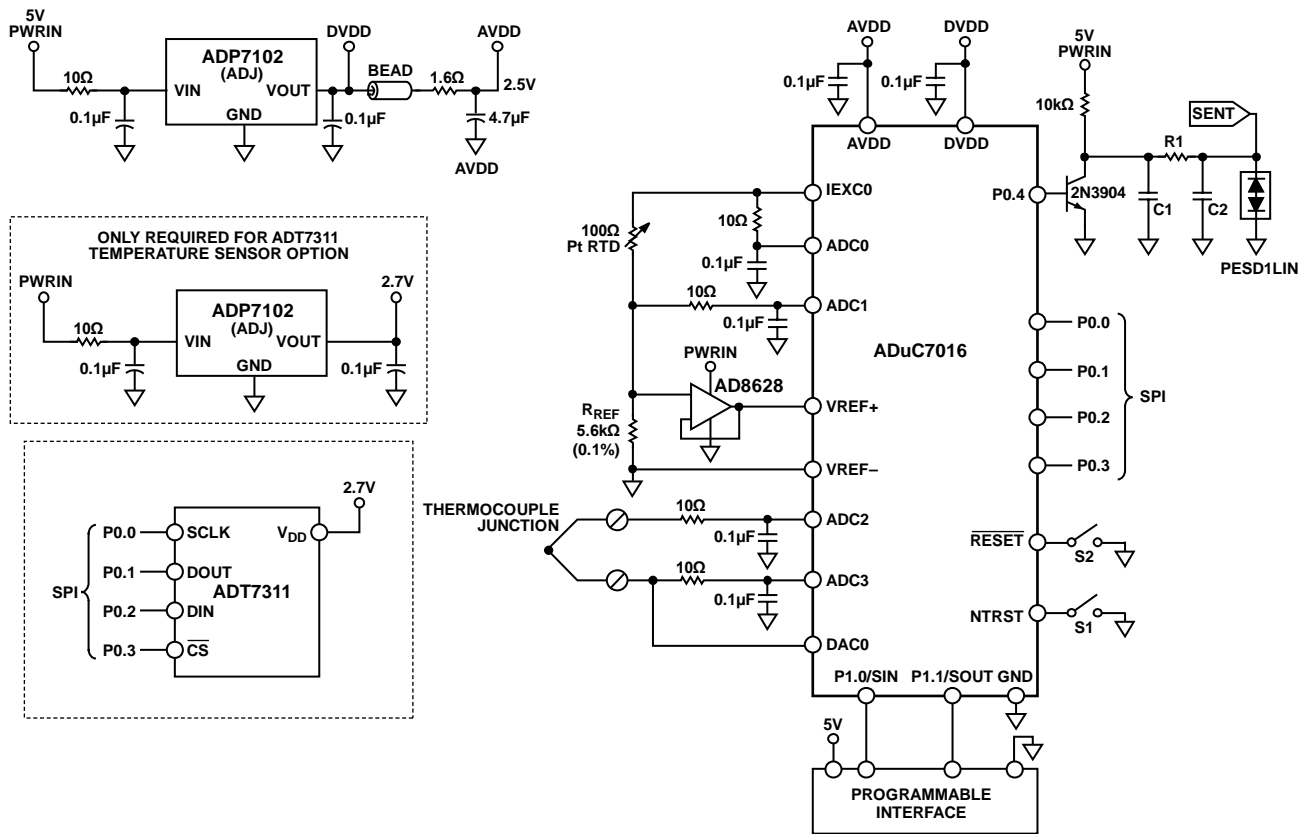 5V
PWRIN
10Ω
0.1µF
ADP7102
(ADJ)
VIN
VOUT
GND
0.1µF
DVDD
BEAD
1.6Ω
AVDD
2.5V
4.7µF
AVDD
ONLY REQUIRED FOR ADT7311
TEMPERATURE SENSOR OPTION
PWRIN
10Ω
0.1µF
ADP7102
(ADJ)
VIN
VOUT
GND
0.1µF
2.7V
SPI
P0.0
P0.1
P0.2
P0.3
SCLK
DOUT
DIN
CS
ADT7311
VDD
2.7V
AVDD
0.1µF
DVDD
0.1µF
AVDD
DVDD
ADuC7016
IEXC0
ADC0
ADC1
VREF+
VREF–
ADC2
ADC3
DAC0
100Ω
Pt RTD
10Ω
0.1µF
10Ω
0.1µF
PWRIN
AD8628
RREF
5.6kΩ
(0.1%)
THERMOCOUPLE
JUNCTION
10Ω
0.1µF
10Ω
0.1µF
P0.4
5V
PWRIN
10kΩ
2N3904
C1
R1
C2
SENT
PESD1LIN
P0.0
P0.1
P0.2
P0.3
SPI
RESET
S2
NTRST
S1
P1.0/SIN
P1.1/SOUT
GND
5V
PROGRAMMABLE
INTERFACE